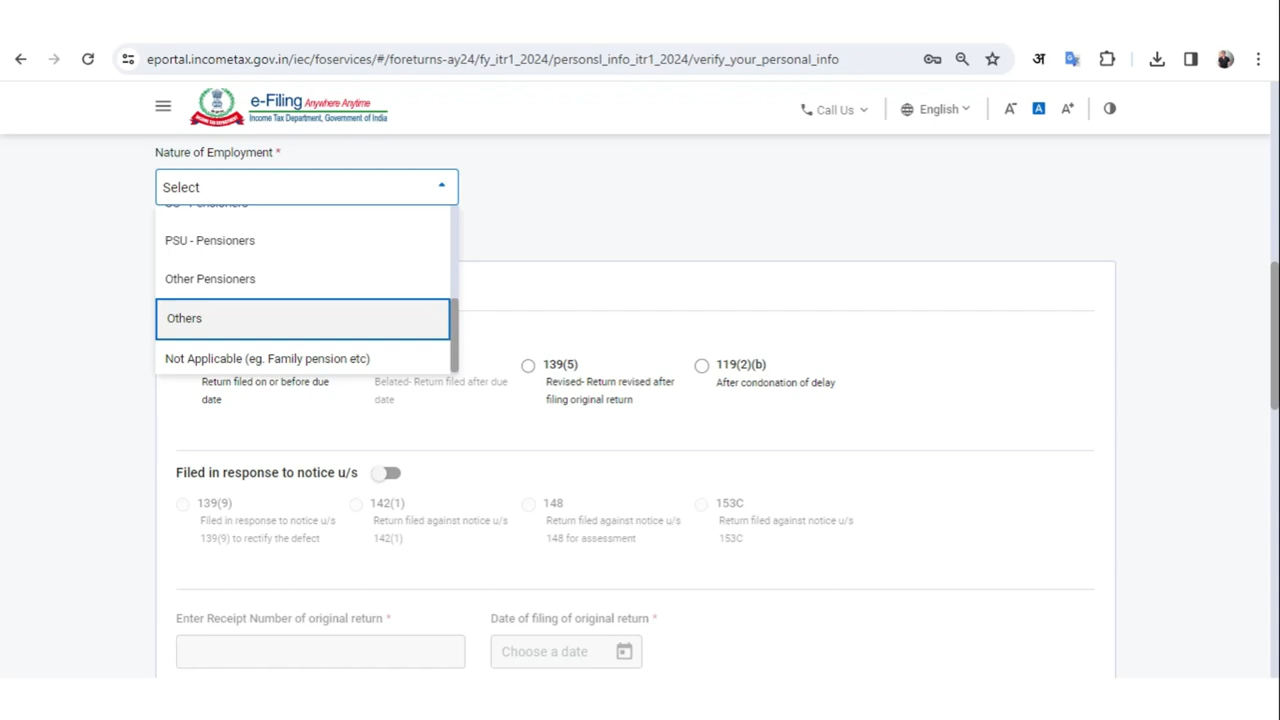 eportal.incometax.gov.in/iec/foservices/#/foreturns-ay24/fy_itr1_2024/personsl_info_itr1_2024/verify_your_personal_info
अ
e-Filing Anywhere Anytime
Income Tax Department, Government of India
Call Us
English
A-
A
A+
Nature of Employment *
Select
PSU - Pensioners
Other Pensioners
Others
Not Applicable (eg. Family pension etc)
139(5)
119(2)(b)
Return filed on or before due
date
Belated- Return filed after due
date
Revised- Return revised after
filing original return
After condonation of delay
Filed in response to notice u/s
139(9)
142(1)
148
153C
Filed in response to notice u/s
139(9) to rectify the defect
Return filed against notice u/s
142(1)
Return filed against notice u/s
148 for assessment
Return filed against notice u/s
153C
Enter Receipt Number of original return *
Date of filing of original return *
Choose a date